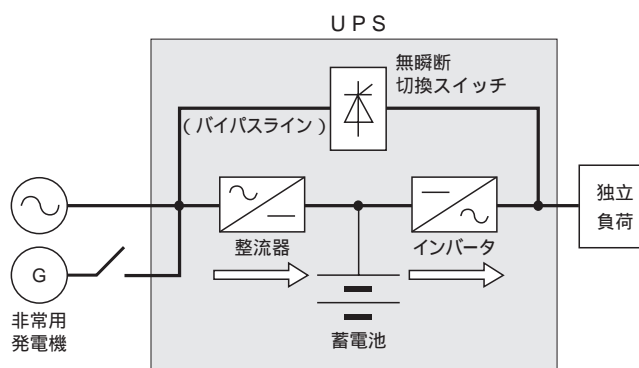 UPS
無瞬断
切換スイッチ
(バイパスライン)
整流器
インバータ
独立
負荷
G
非常用
発電機
蓄電池